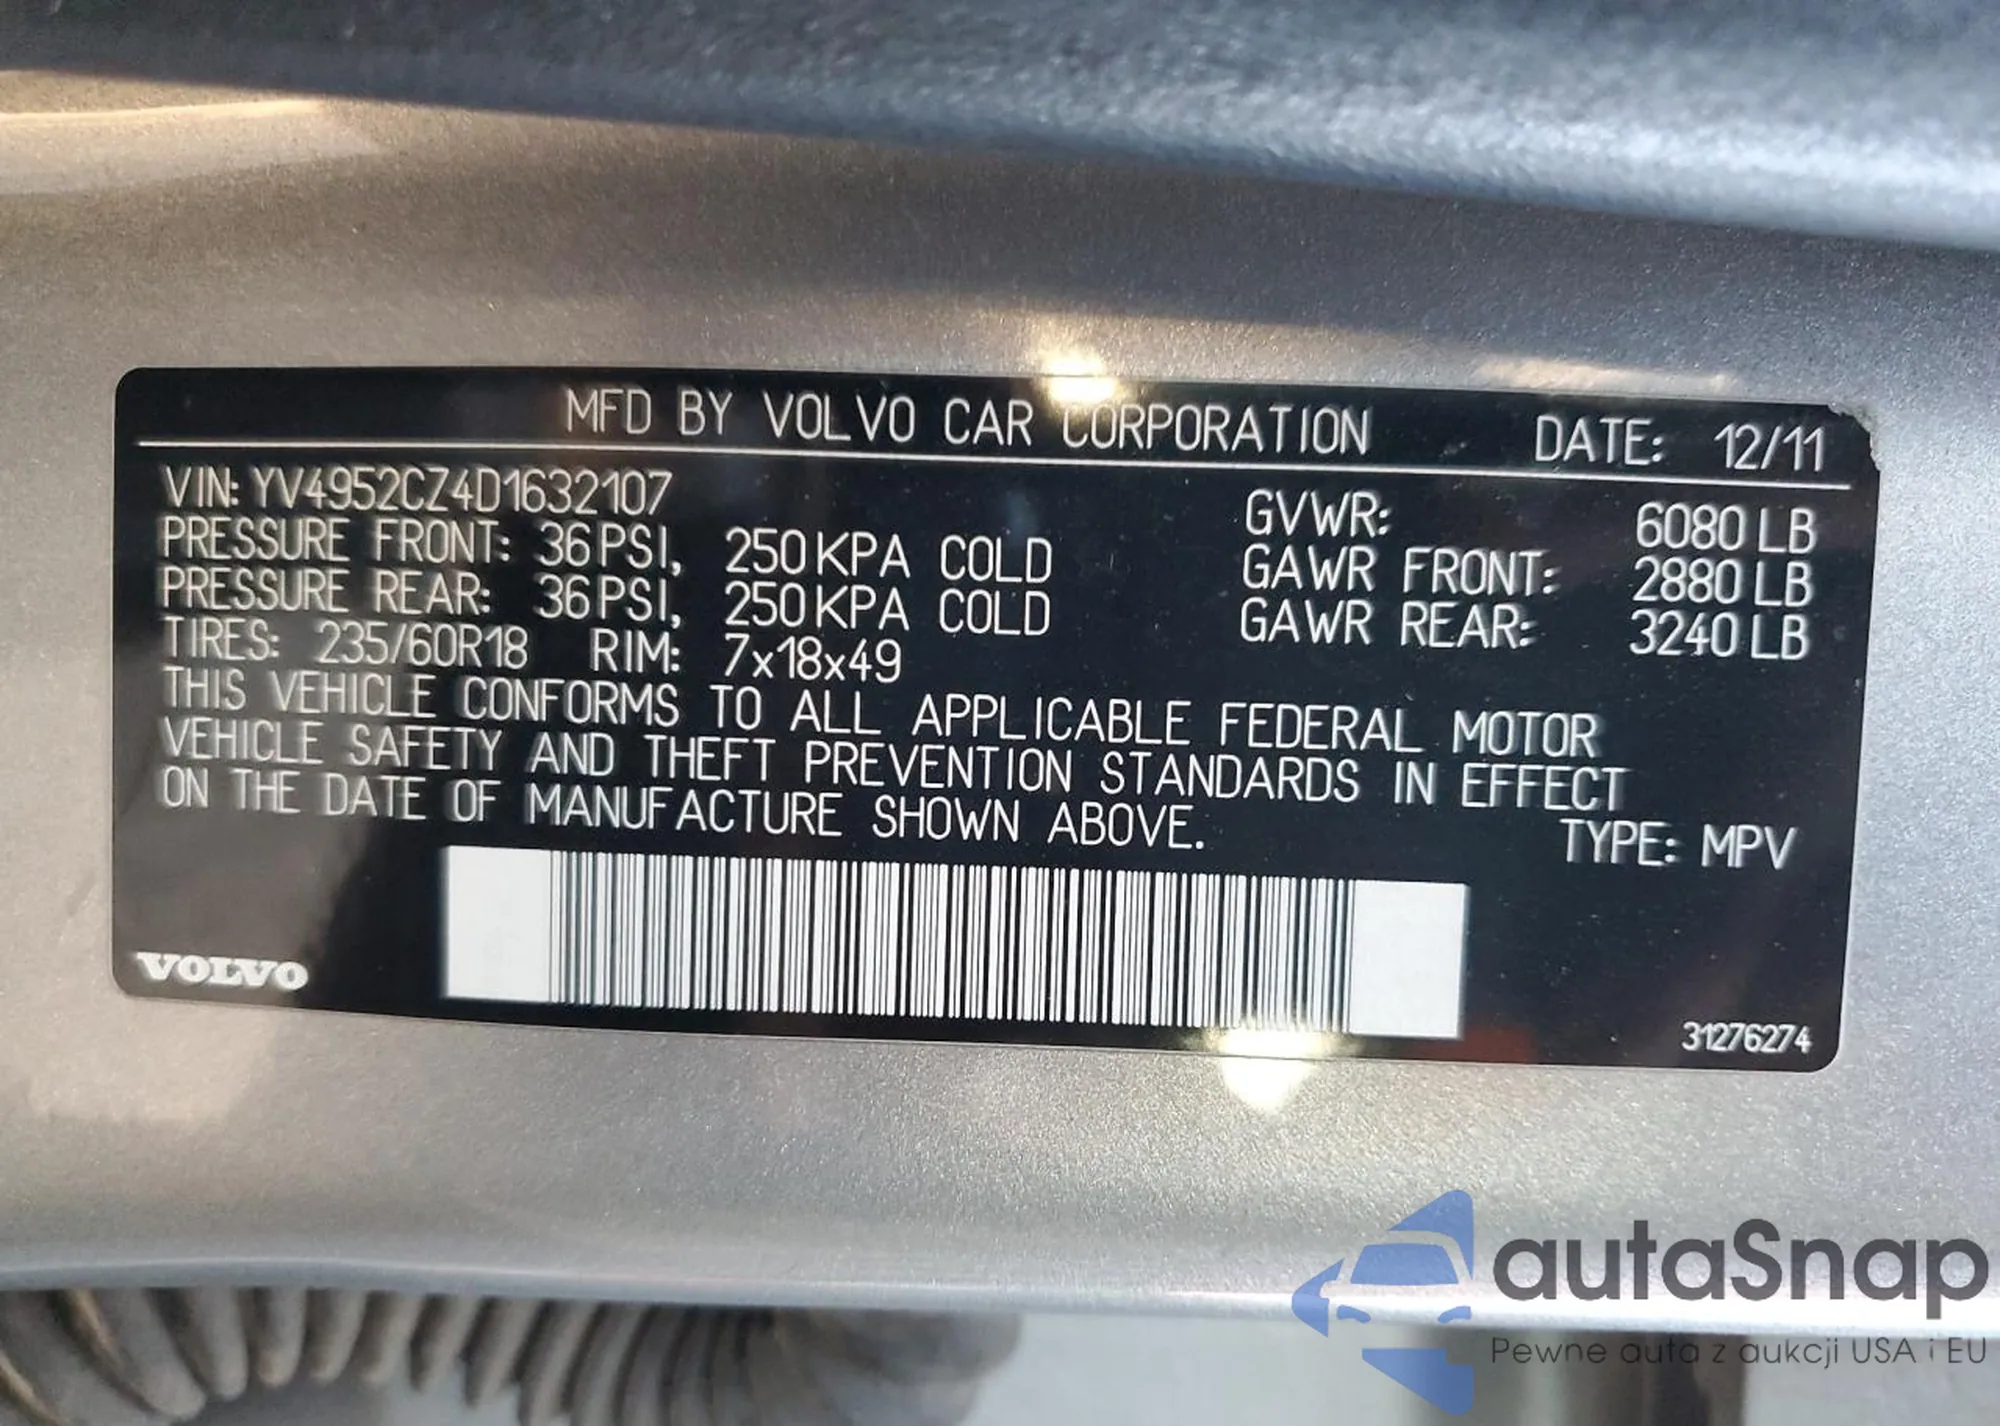 MFD BY VOLVO CAR CORPORATION DATE: 12/11
VIN: YV4952CZ4D1632107 GVWR: 6080 LB
PRESSURE FRONT: 36 PSI, 250 KPA COLD GAWR FRONT: 2880 LB
PRESSURE REAR: 36 PSI, 250 KPA COLD GAWR REAR: 3240 LB
TIRES: 235/60R18 RIM: 7x18x49
THIS VEHICLE CONFORMS TO ALL APPLICABLE FEDERAL MOTOR
VEHICLE SAFETY AND THEFT PREVENTION STANDARDS IN EFFECT
ON THE DATE OF MANUFACTURE SHOWN ABOVE. TYPE: MPV
VOLVO
31276274
autaSnap
Pewne auta z aukcji USA i EU